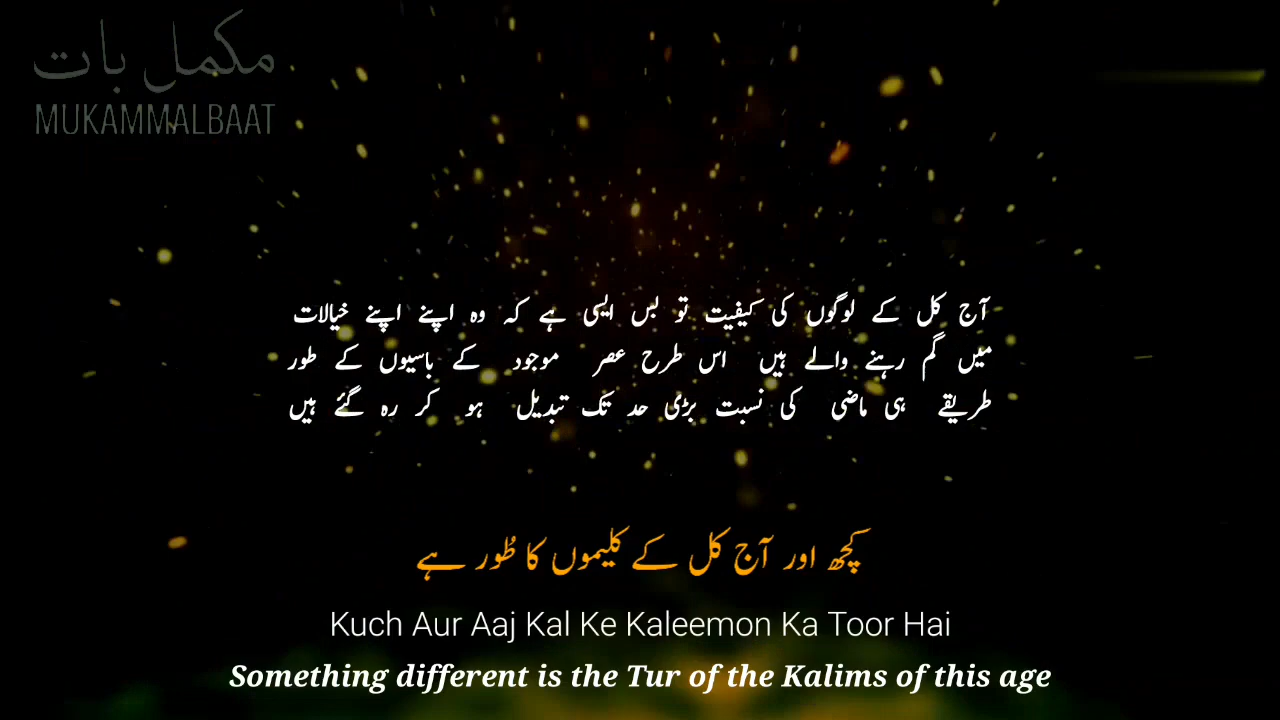 مکمل بات
MUKAMMALBAAT
آج کل کے لوگوں کی کیفیت تو بس ایسی ہے کہ وہ اپنے اپنے خیالات
میں گم رہنے والے ہیں اس طرح عصر موجود کے باسیوں کے طور
طریقے ہی ماضی کی نسبت بڑی حد تک تبدیل ہو کر رہ گئے ہیں
کچھ اور آج کل کے کلیموں کا طُور ہے
Kuch Aur Aaj Kal Ke Kaleemon Ka Toor Hai
Something different is the Tur of the Kalims of this age